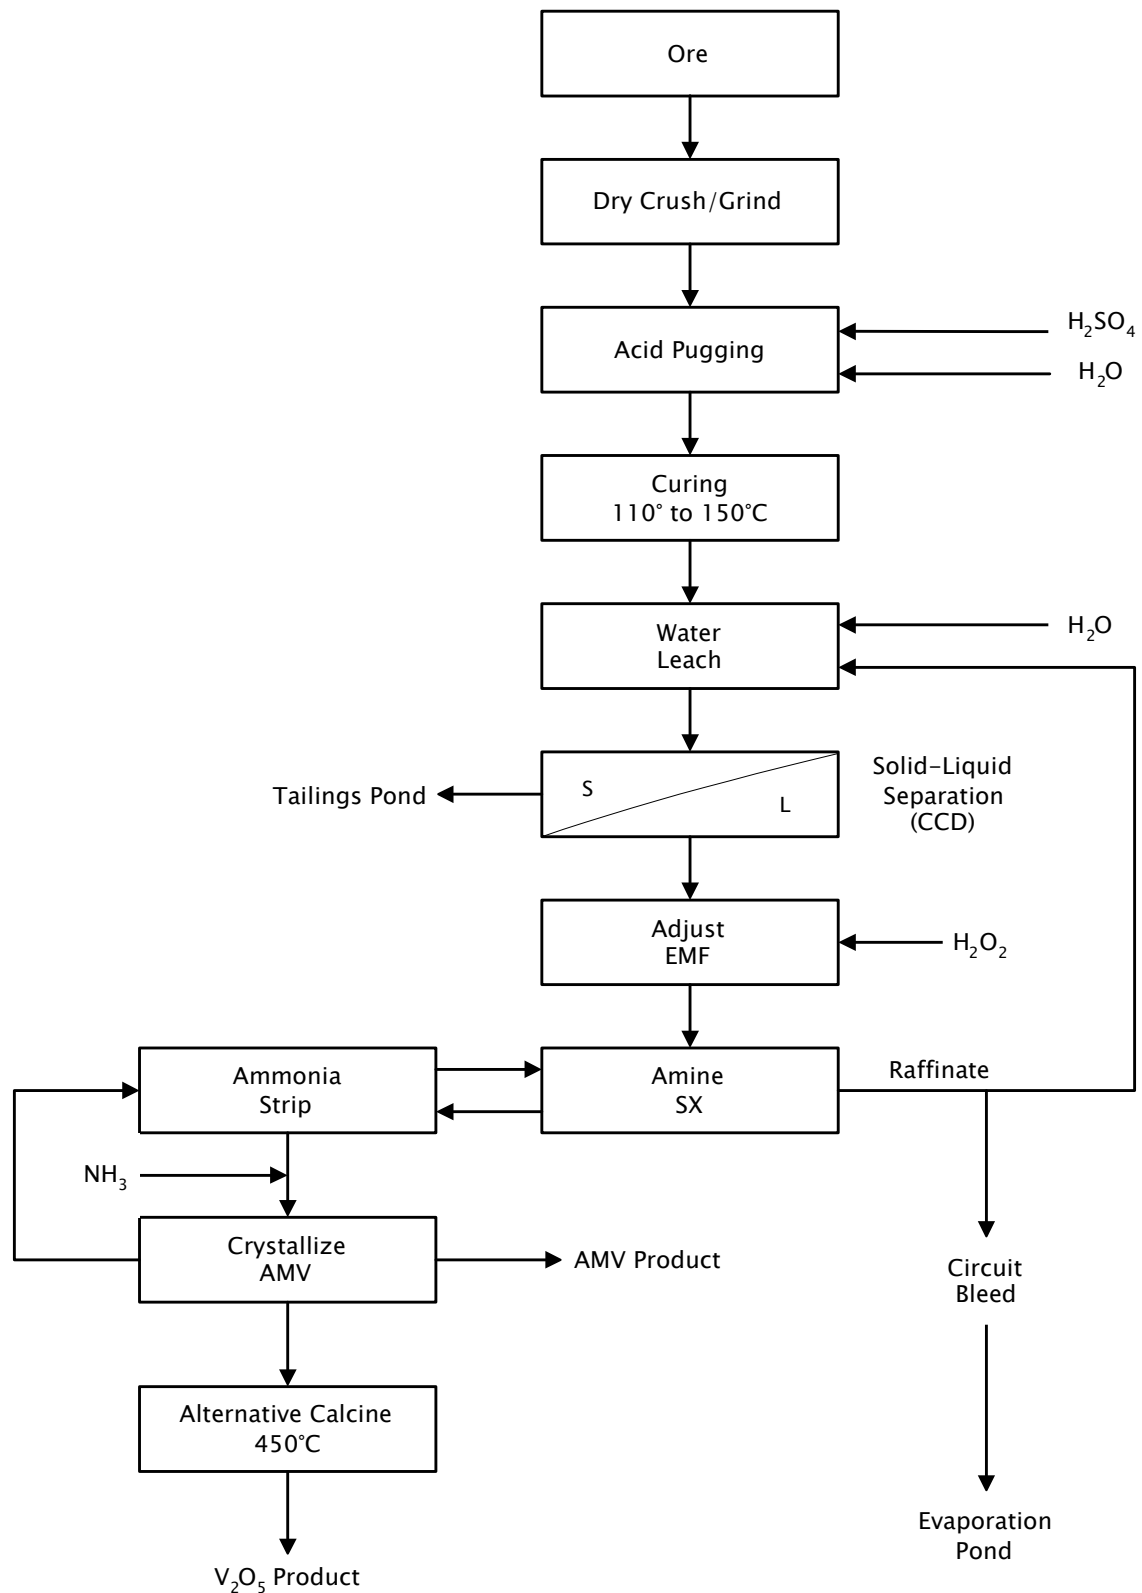 Ore
Dry Crush/Grind
Acid Pugging
H₂SO₄
H₂O
Curing
110° to 150°C
Water
Leach
H₂O
S
L
Solid–Liquid
Separation
(CCD)
Tailings Pond
Adjust
EMF
H₂O₂
Ammonia
Strip
Amine
SX
Raffinate
NH₃
Crystallize
AMV
AMV Product
Circuit
Bleed
Alternative Calcine
450°C
Evaporation
Pond
V₂O₅ Product